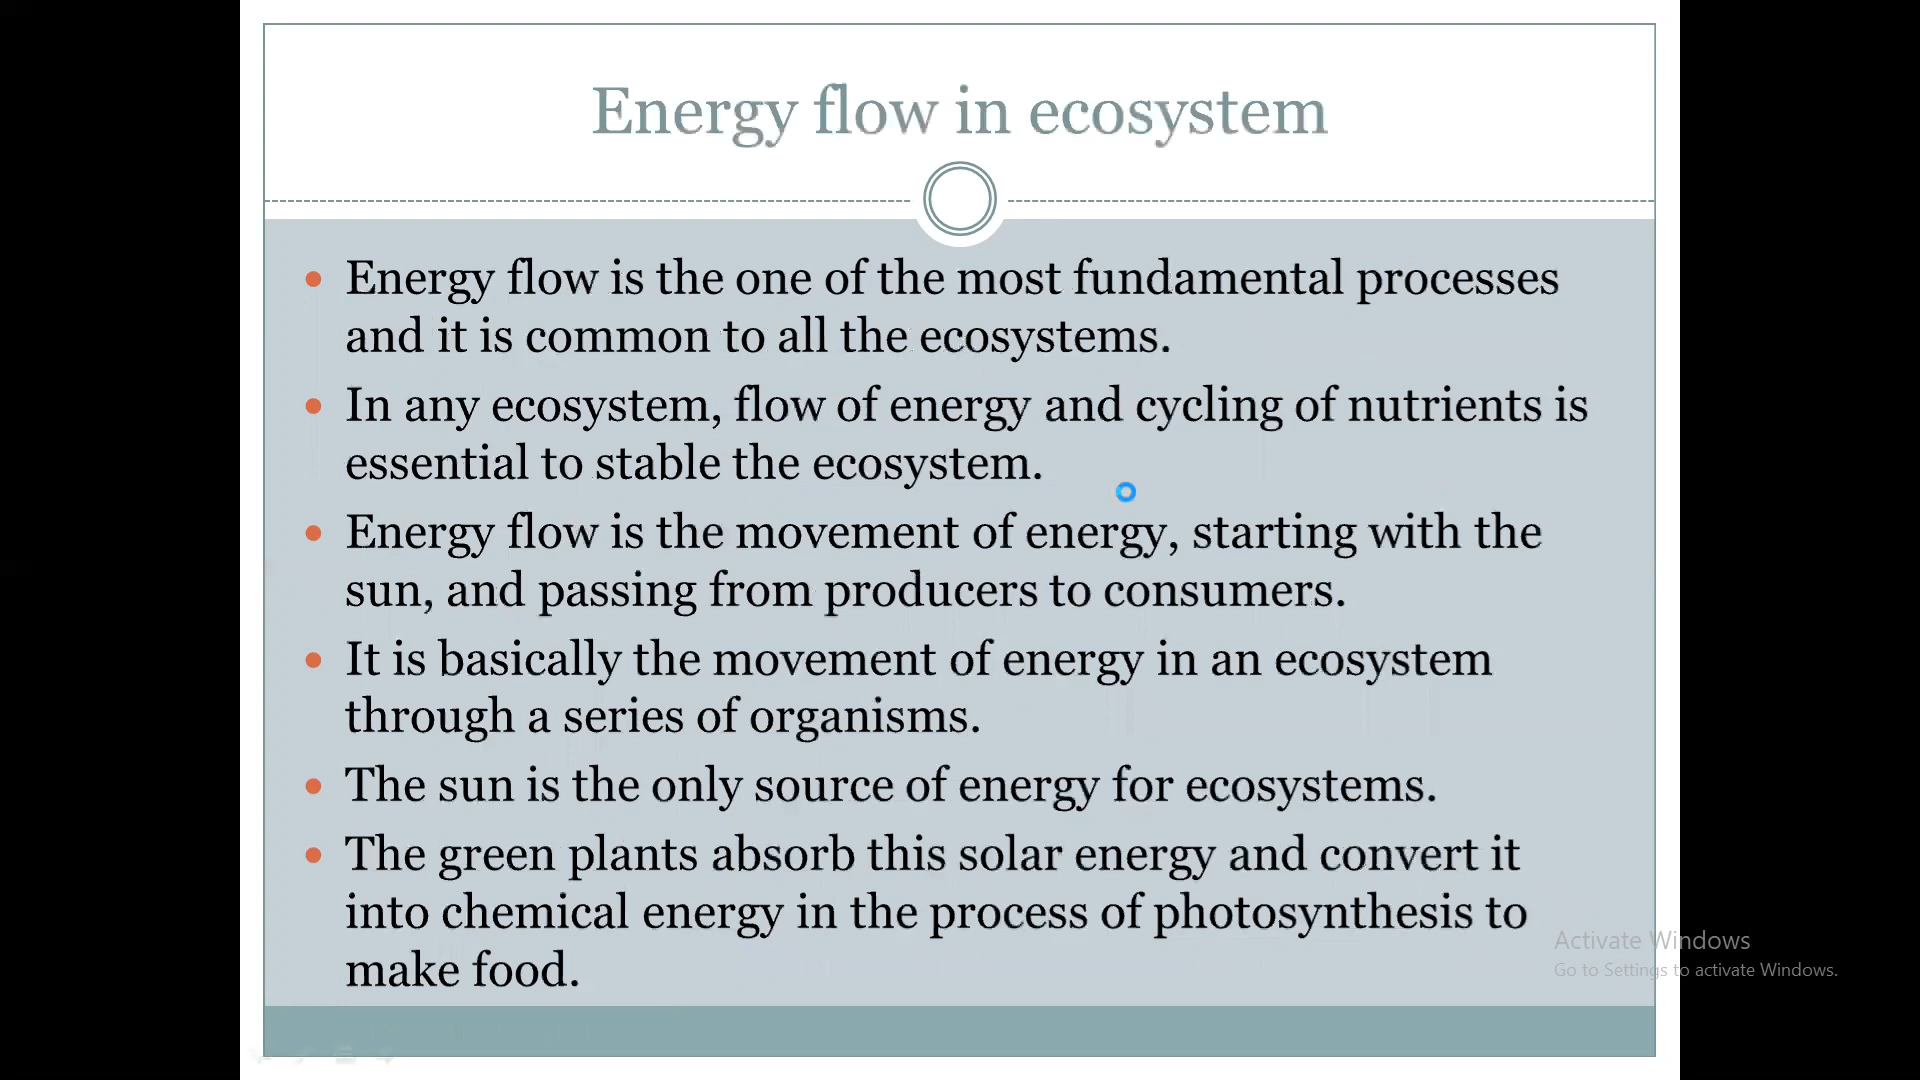 Energy flow in ecosystem
• Energy flow is the one of the most fundamental processes
and it is common to all the ecosystems.
• In any ecosystem, flow of energy and cycling of nutrients is
essential to stable the ecosystem.
• Energy flow is the movement of energy, starting with the
sun, and passing from producers to consumers.
• It is basically the movement of energy in an ecosystem
through a series of organisms.
• The sun is the only source of energy for ecosystems.
• The green plants absorb this solar energy and convert it
into chemical energy in the process of photosynthesis to
make food.
Activate Windows
Go to Settings to activate Windows.